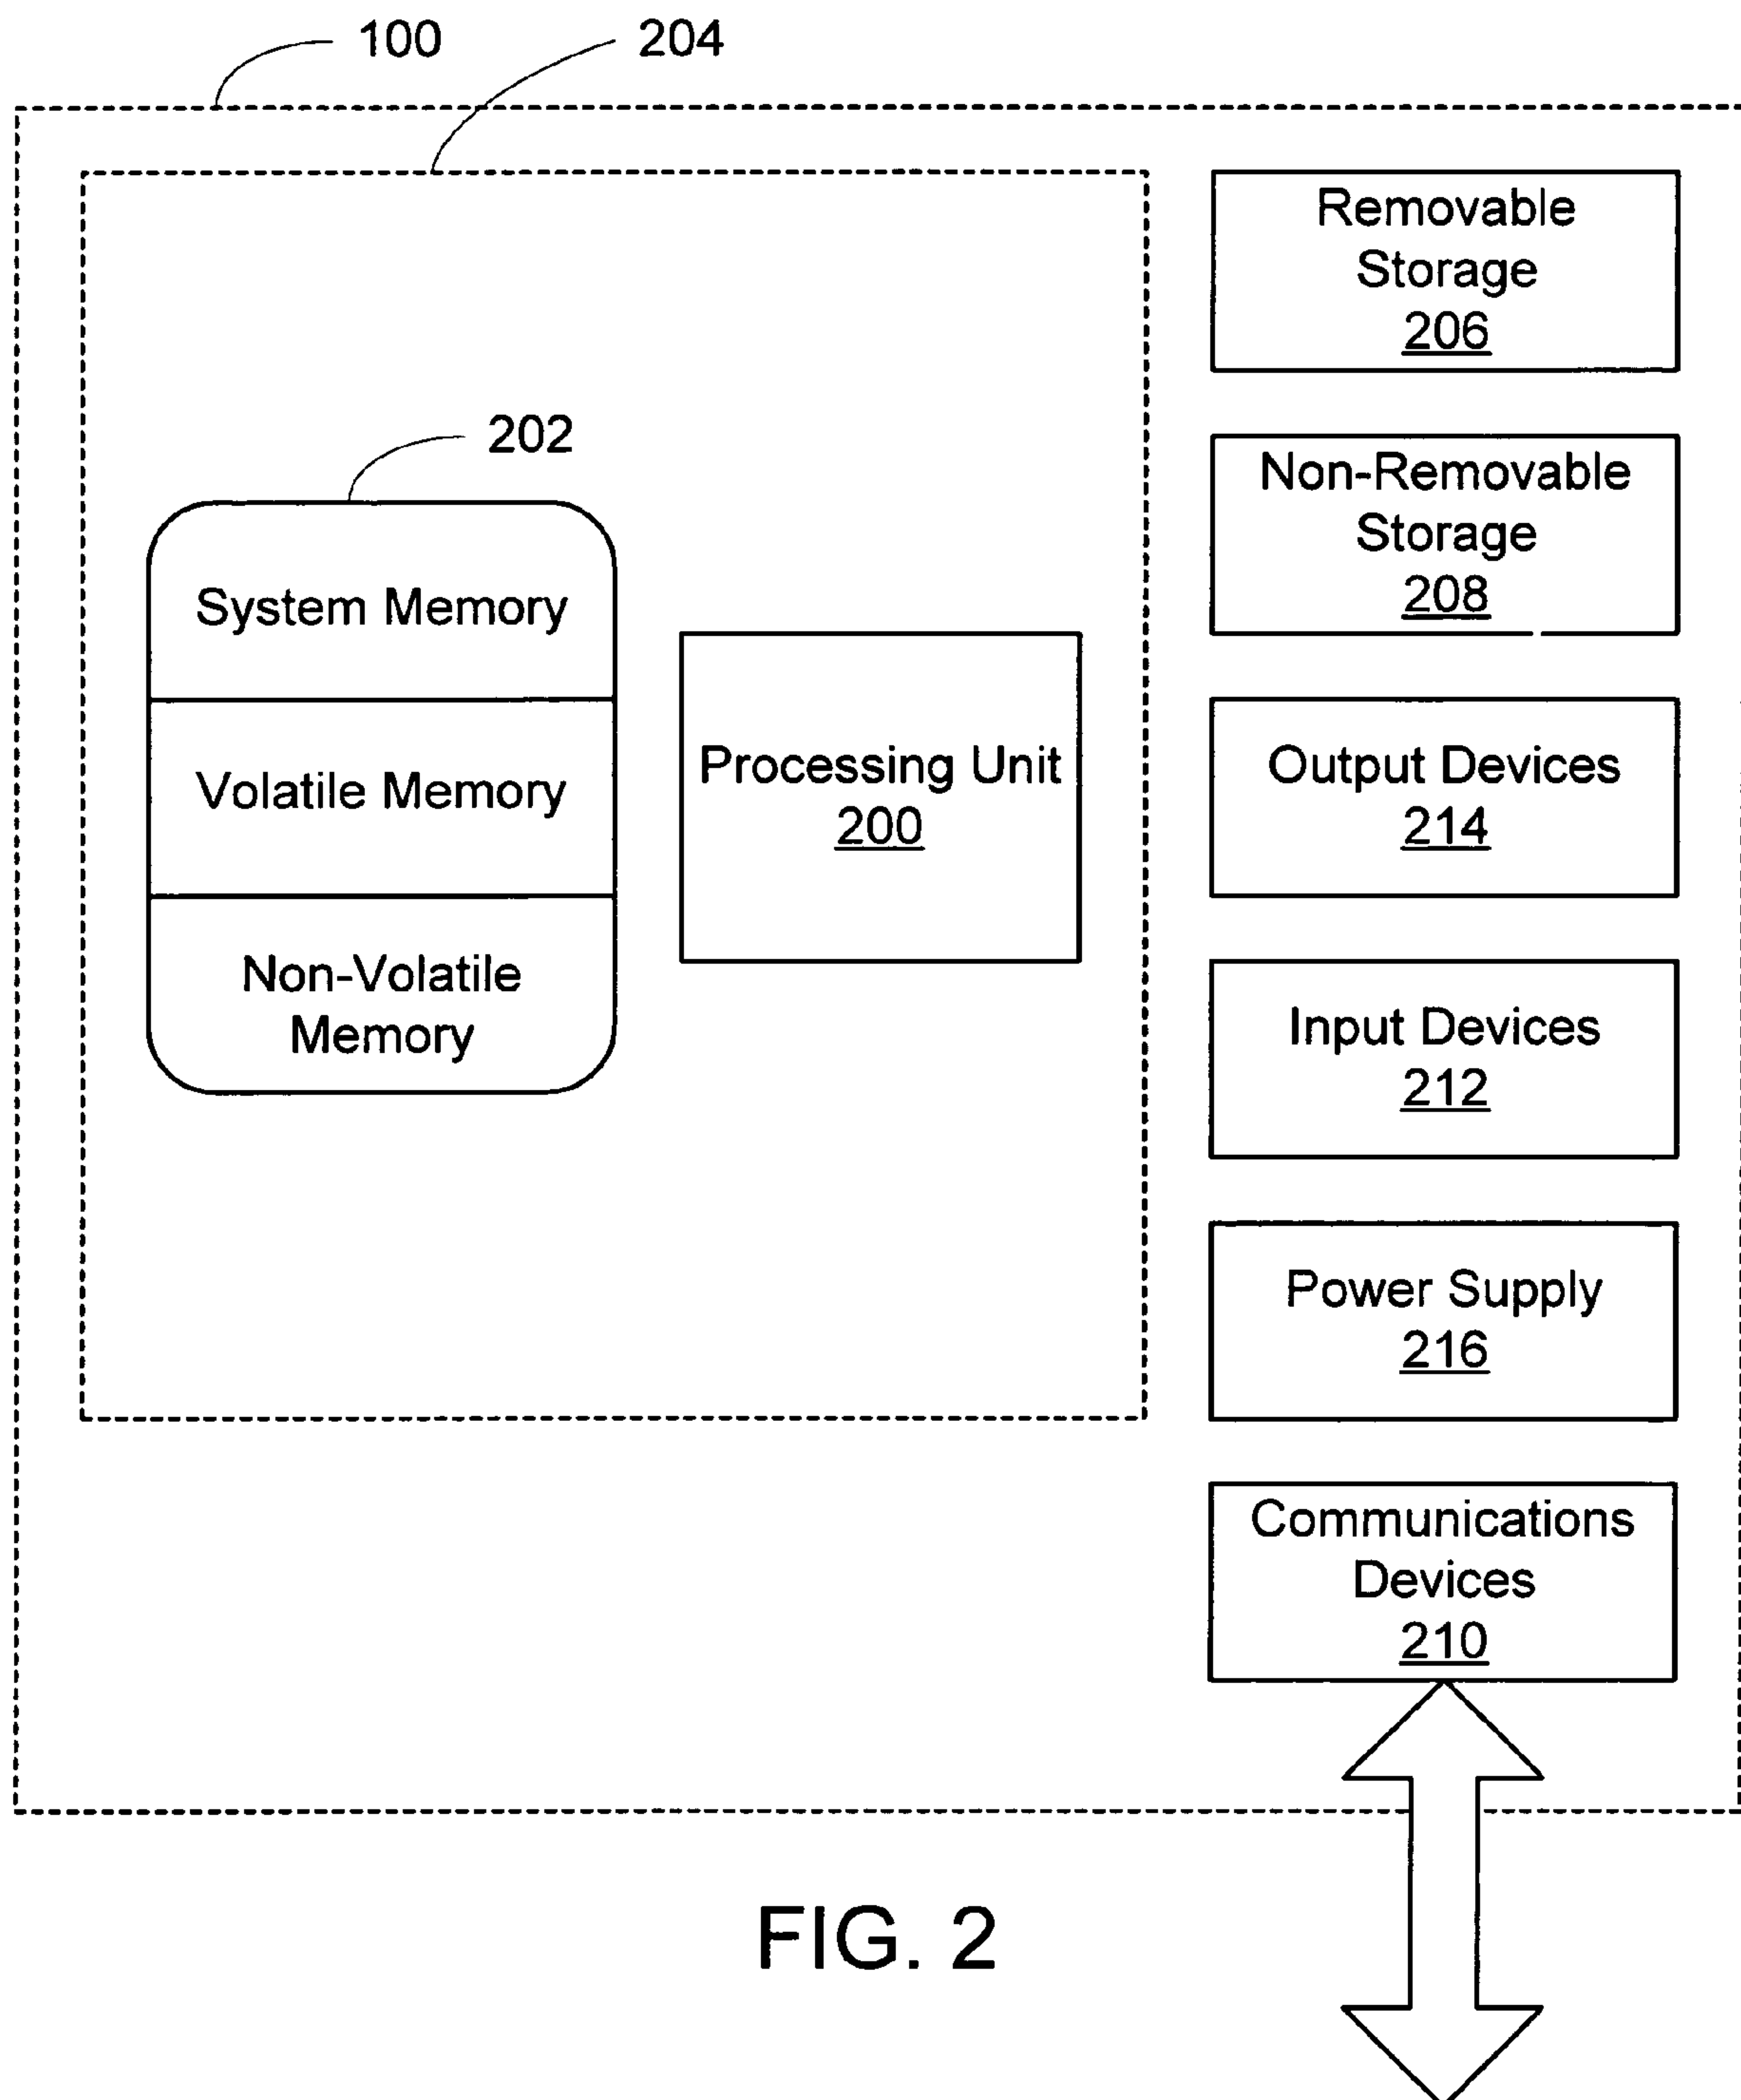 100
204
202
System Memory
Volatile Memory
Non-Volatile
Memory
Processing Unit
200
Removable
Storage
206
Non-Removable
Storage
208
Output Devices
214
Input Devices
212
Power Supply
216
Communications
Devices
210
FIG. 2